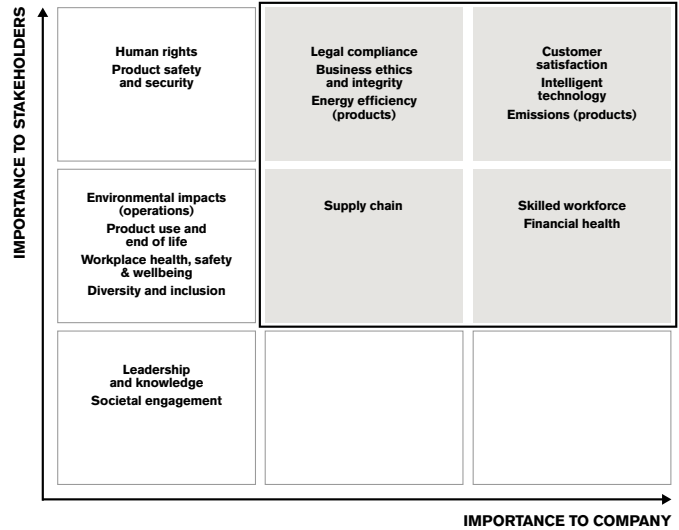 IMPORTANCE TO STAKEHOLDERS
Human rights
Product safety
and security
Legal compliance
Business ethics
and integrity
Energy efficiency
(products)
Customer
satisfaction
Intelligent
technology
Emissions (products)
Environmental impacts
(operations)
Product use and
end of life
Workplace health, safety
& wellbeing
Diversity and inclusion
Supply chain
Skilled workforce
Financial health
Leadership
and knowledge
Societal engagement
IMPORTANCE TO COMPANY